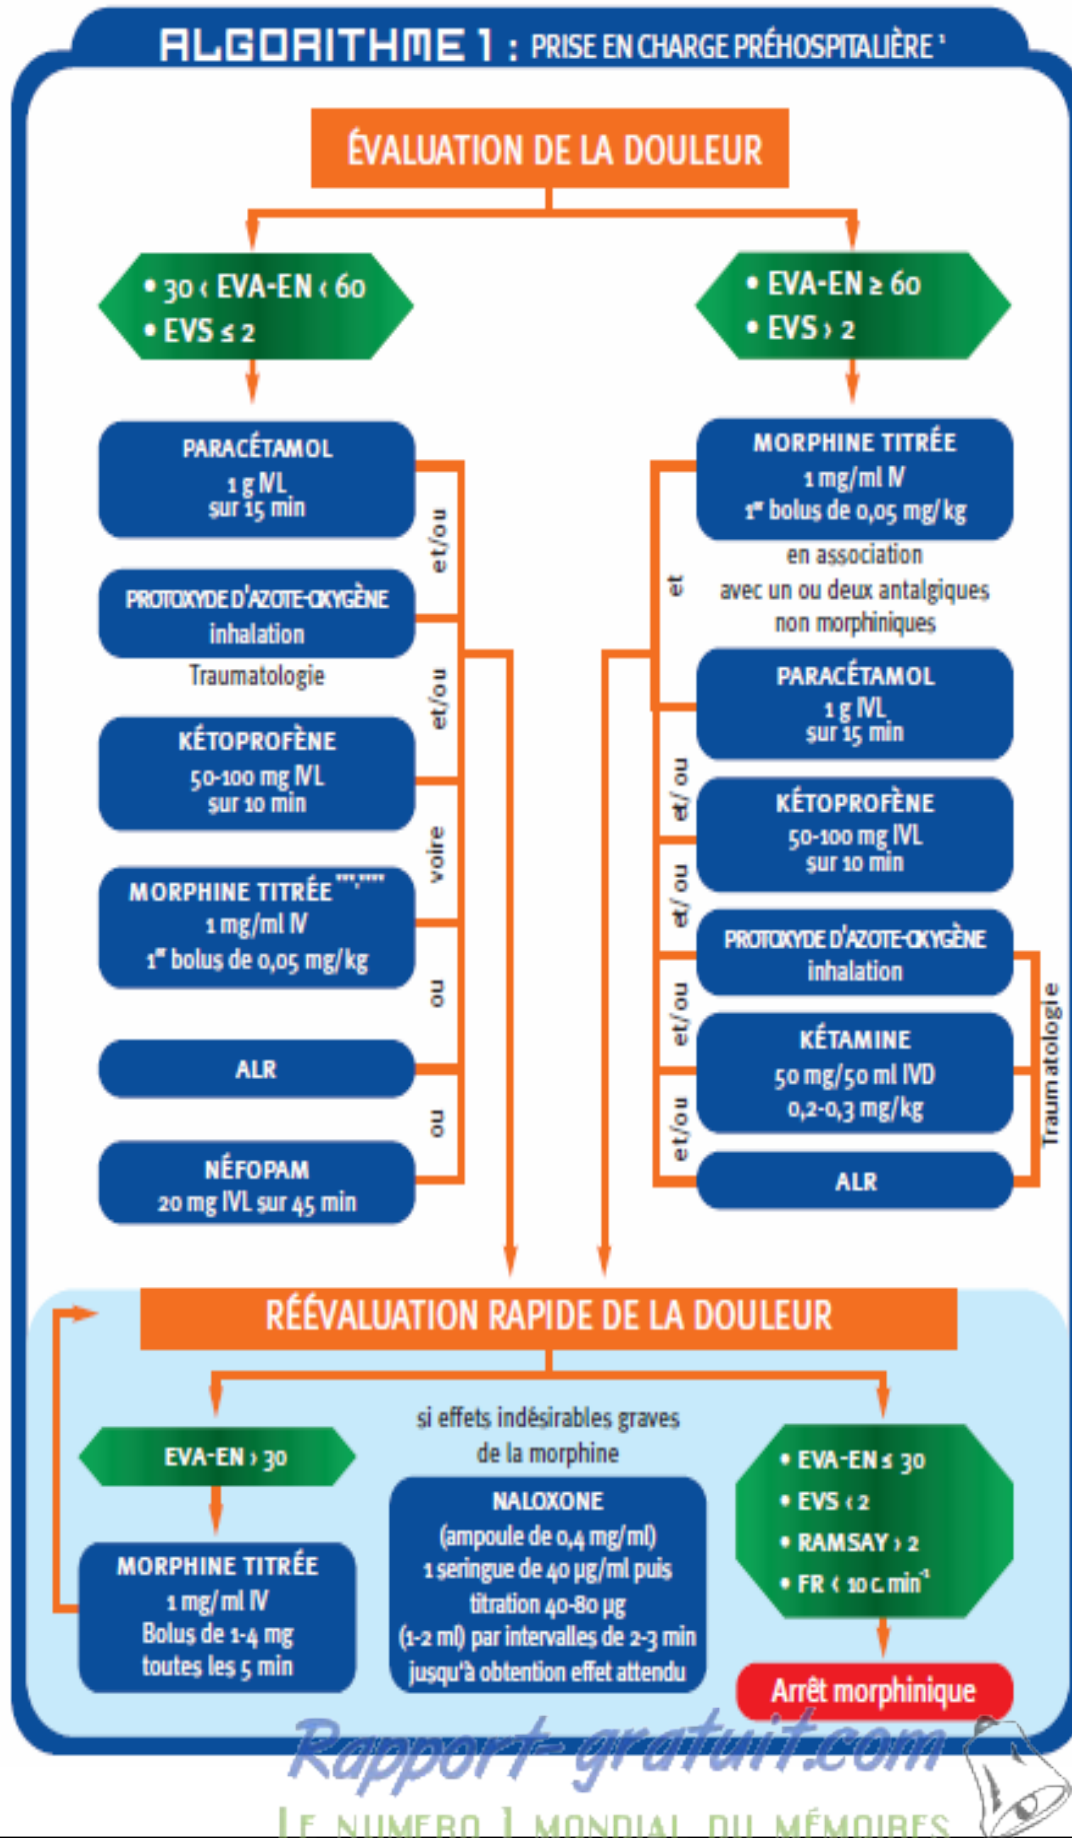 ALGORITHME 1 : PRISE EN CHARGE PRÉHOSPITALIÈRE ¹
ÉVALUATION DE LA DOULEUR
• 30 < EVA-EN < 60
• EVS ≤ 2
PARACÉTAMOL
1 g IVL
sur 15 min
et/ou
PROTOXYDE D'AZOTE-OXYGÈNE
inhalation
Traumatologie
et/ou
KÉTOPROFÈNE
50-100 mg IVL
sur 10 min
voire
MORPHINE TITRÉE ***,****
1 mg/ml IV
1er bolus de 0,05 mg/kg
ou
ALR
ou
NÉFOPAM
20 mg IVL sur 45 min
• EVA-EN ≥ 60
• EVS > 2
MORPHINE TITRÉE
1 mg/ml IV
1er bolus de 0,05 mg/kg
et
en association
avec un ou deux antalgiques
non morphiniques
PARACÉTAMOL
1 g IVL
sur 15 min
et/ ou
KÉTOPROFÈNE
50-100 mg IVL
sur 10 min
et/ ou
PROTOXYDE D'AZOTE-OXYGÈNE
inhalation
et/ou
KÉTAMINE
50 mg/50 ml IVD
0,2-0,3 mg/kg
et/ou
ALR
Traumatologie
RÉÉVALUATION RAPIDE DE LA DOULEUR
EVA-EN > 30
MORPHINE TITRÉE
1 mg/ml IV
Bolus de 1-4 mg
toutes les 5 min
si effets indésirables graves
de la morphine
NALOXONE
(ampoule de 0,4 mg/ml)
1 seringue de 40 µg/ml puis
titration 40-80 µg
(1-2 ml) par intervalles de 2-3 min
jusqu'à obtention effet attendu
• EVA-EN ≤ 30
• EVS < 2
• RAMSAY > 2
• FR < 10 c. min⁻¹
Arrêt morphinique
Rapport-gratuit.com
LE NUMERO 1 MONDIAL DU MÉMOIRES